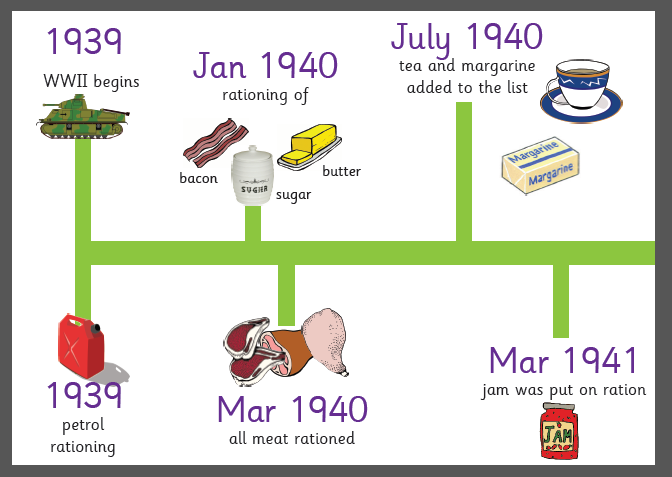 1939
WWII begins
Jan 1940
rationing of
bacon
SUGAR
sugar
butter
July 1940
tea and margarine
added to the list
Margarine
Margarine
1939
petrol
rationing
Mar 1940
all meat rationed
Mar 1941
jam was put on ration
JAM